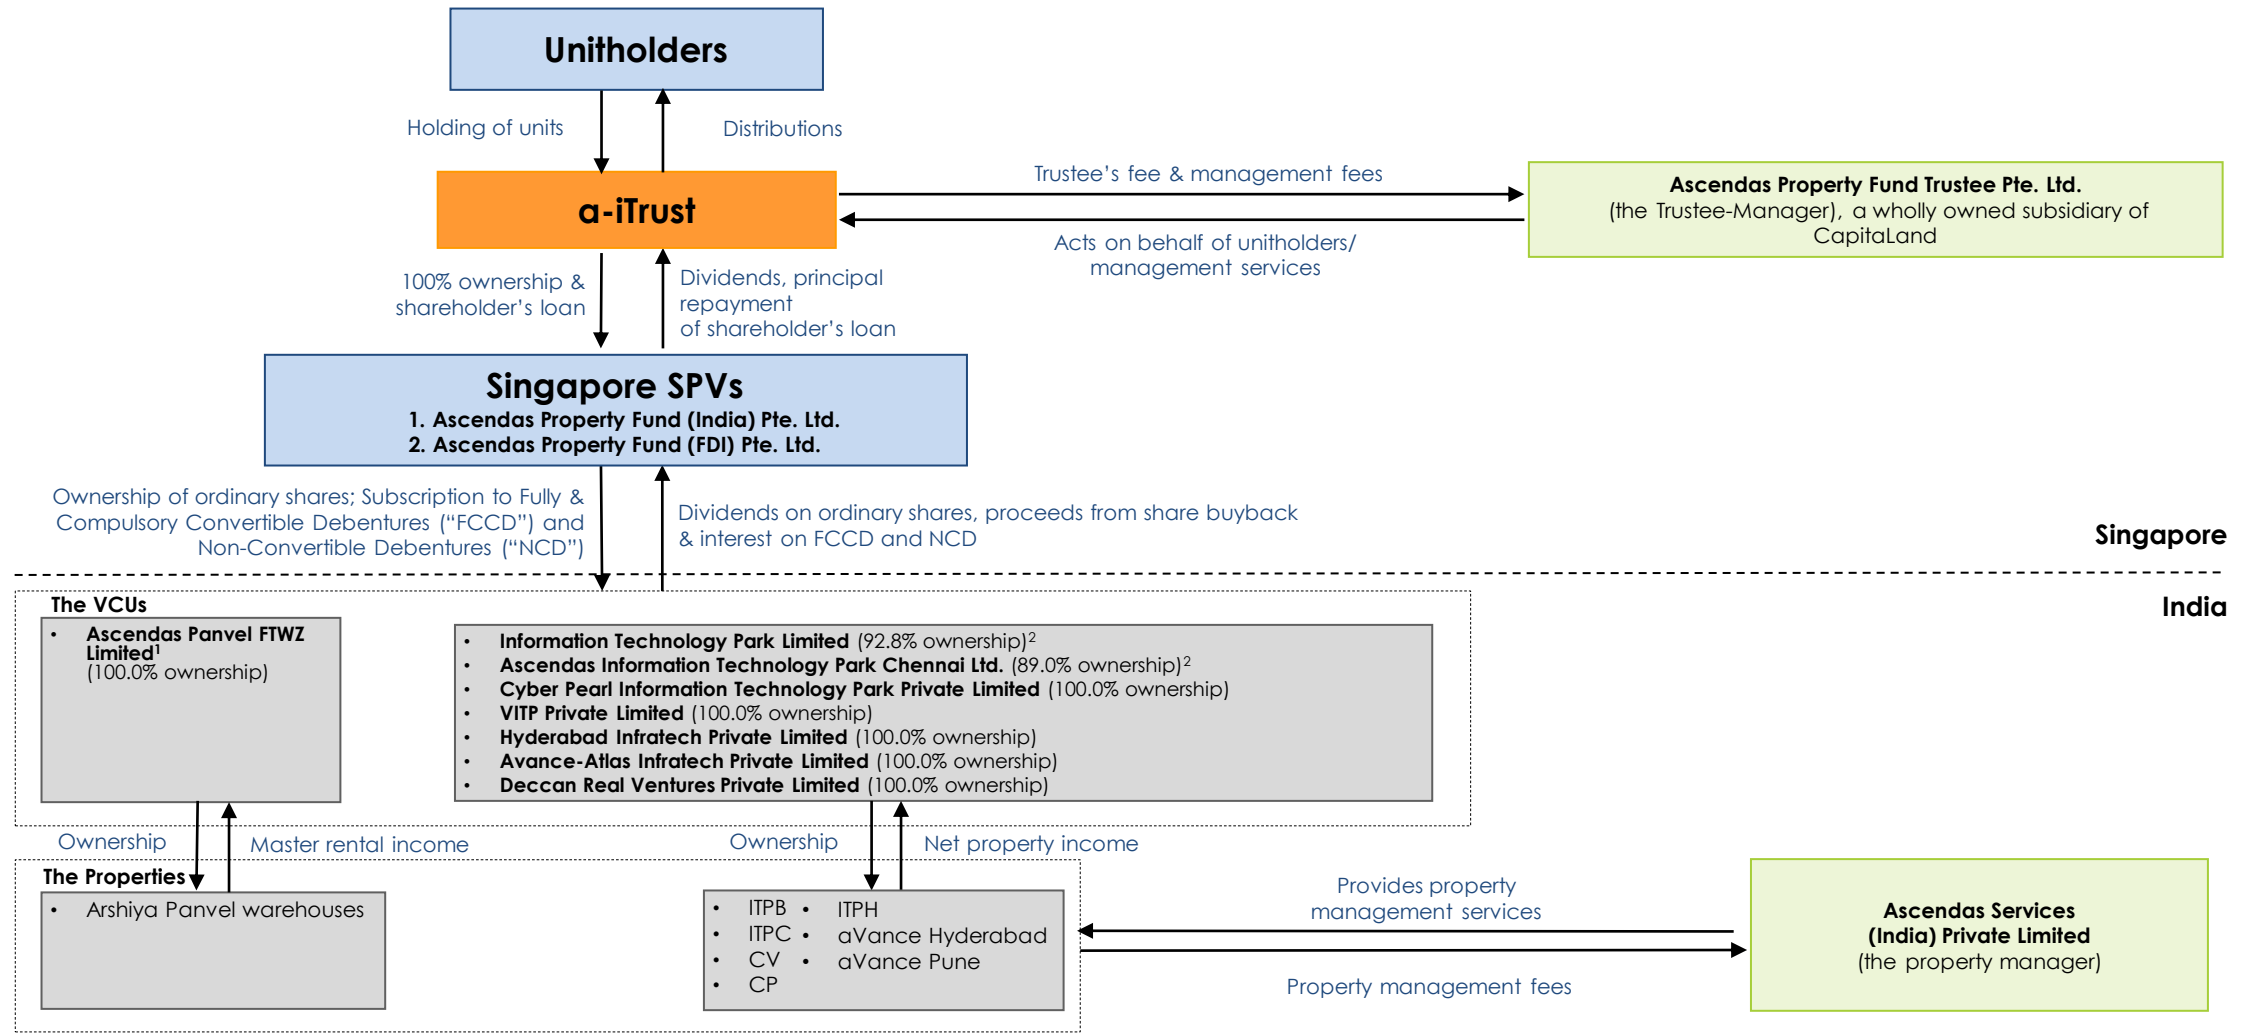 Unitholders
Holding of units
Distributions
a-iTrust
Trustee’s fee & management fees
Acts on behalf of unitholders/
management services
Ascendas Property Fund Trustee Pte. Ltd.
(the Trustee-Manager), a wholly owned subsidiary of
CapitaLand
100% ownership &
shareholder’s loan
Dividends, principal
repayment
of shareholder’s loan
Singapore SPVs
1. Ascendas Property Fund (India) Pte. Ltd.
2. Ascendas Property Fund (FDI) Pte. Ltd.
Ownership of ordinary shares; Subscription to Fully &
Compulsory Convertible Debentures (“FCCD”) and
Non-Convertible Debentures (“NCD”)
Dividends on ordinary shares, proceeds from share buyback
& interest on FCCD and NCD
Singapore
India
The VCUs
• Ascendas Panvel FTWZ
Limited¹
(100.0% ownership)
• Information Technology Park Limited (92.8% ownership)²
• Ascendas Information Technology Park Chennai Ltd. (89.0% ownership)²
• Cyber Pearl Information Technology Park Private Limited (100.0% ownership)
• VITP Private Limited (100.0% ownership)
• Hyderabad Infratech Private Limited (100.0% ownership)
• Avance-Atlas Infratech Private Limited (100.0% ownership)
• Deccan Real Ventures Private Limited (100.0% ownership)
Ownership
Master rental income
Ownership
Net property income
The Properties
• Arshiya Panvel warehouses
• ITPB
• ITPC
• CV
• CP
• ITPH
• aVance Hyderabad
• aVance Pune
Provides property
management services
Property management fees
Ascendas Services
(India) Private Limited
(the property manager)